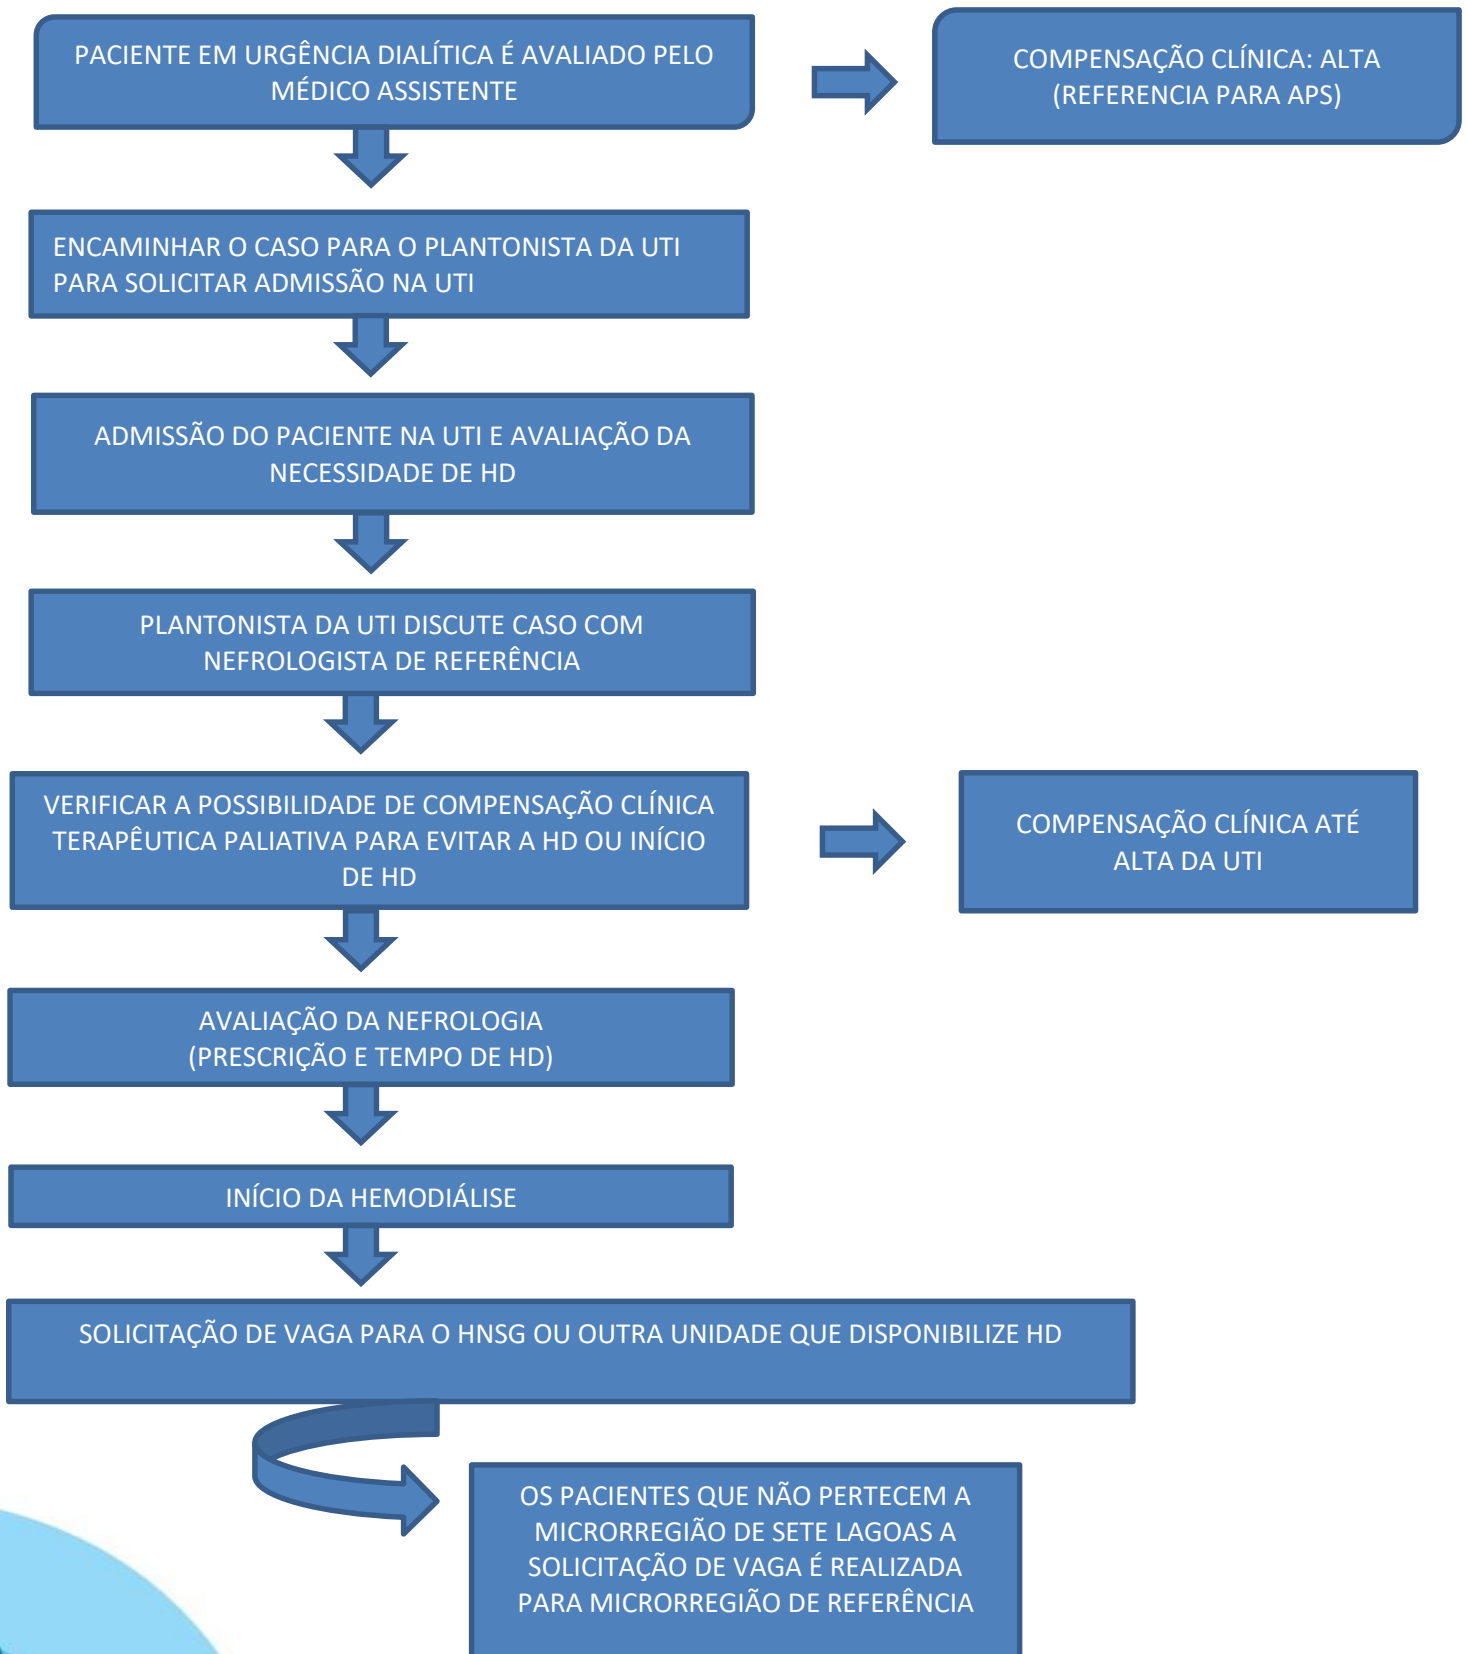 PACIENTE EM URGÊNCIA DIALÍTICA É AVALIADO PELO
MÉDICO ASSISTENTE
COMPENSAÇÃO CLÍNICA: ALTA
(REFERENCIA PARA APS)
ENCAMINHAR O CASO PARA O PLANTONISTA DA UTI
PARA SOLICITAR ADMISSÃO NA UTI
ADMISSÃO DO PACIENTE NA UTI E AVALIAÇÃO DA
NECESSIDADE DE HD
PLANTONISTA DA UTI DISCUTE CASO COM
NEFROLOGISTA DE REFERÊNCIA
VERIFICAR A POSSIBILIDADE DE COMPENSAÇÃO CLÍNICA
TERAPÊUTICA PALIATIVA PARA EVITAR A HD OU INÍCIO
DE HD
COMPENSAÇÃO CLÍNICA ATÉ
ALTA DA UTI
AVALIAÇÃO DA NEFROLOGIA
(PRESCRIÇÃO E TEMPO DE HD)
INÍCIO DA HEMODIÁLISE
SOLICITAÇÃO DE VAGA PARA O HNSG OU OUTRA UNIDADE QUE DISPONIBILIZE HD
OS PACIENTES QUE NÃO PERTECEM A
MICRORREGIÃO DE SETE LAGOAS A
SOLICITAÇÃO DE VAGA É REALIZADA
PARA MICRORREGIÃO DE REFERÊNCIA